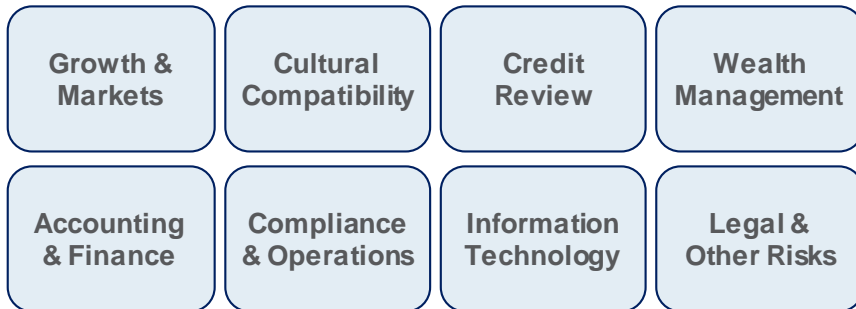 Growth &
Markets
Cultural
Compatibility
Credit
Review
Wealth
Management
Accounting
& Finance
Compliance
& Operations
Information
Technology
Legal &
Other Risks